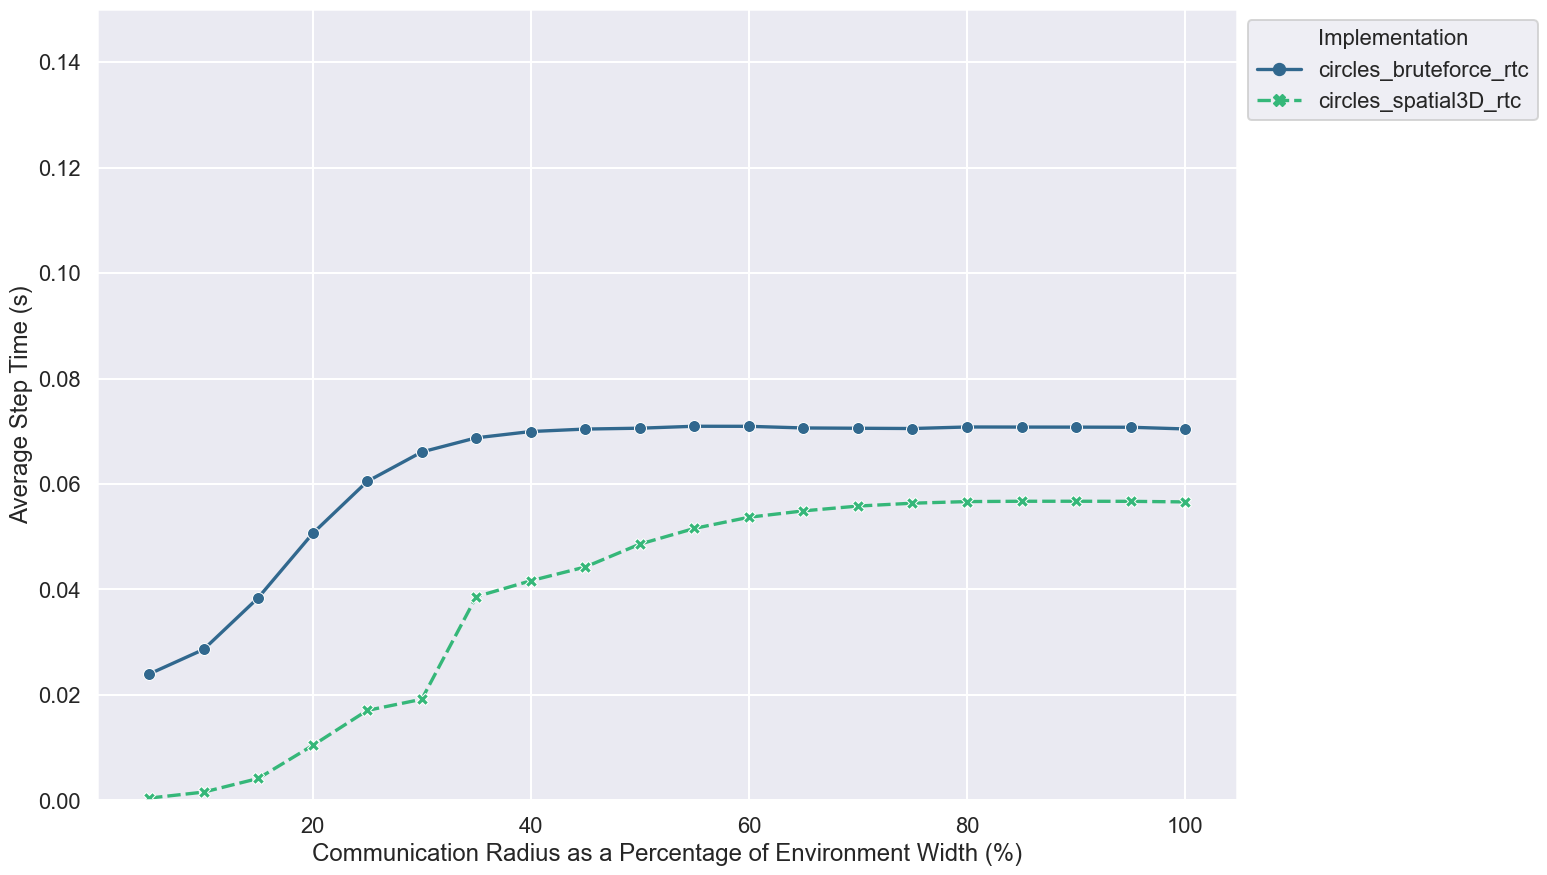 0.14
0.12
0.10
0.08
0.06
0.04
0.02
0.00
Average Step Time (s)
20 40 60 80 100
Communication Radius as a Percentage of Environment Width (%)
Implementation
circles_bruteforce_rtc
circles_spatial3D_rtc